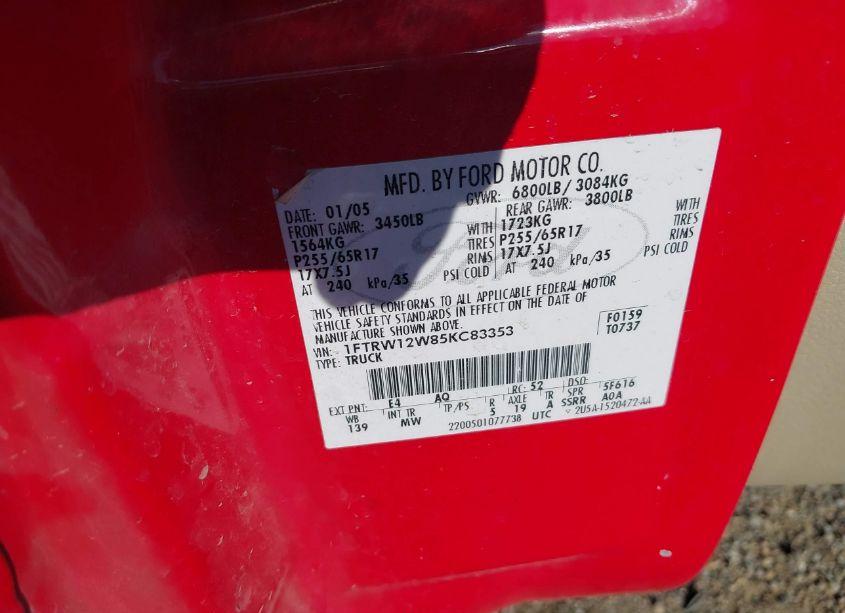 MFD. BY FORD MOTOR CO.
DATE: 01/05 GVWR: 6800LB/ 3084KG
FRONT GAWR: 3450LB REAR GAWR: 3800LB
1564KG WITH 1723KG WITH
P255/65R17 TIRES P255/65R17 TIRES
17X7.5J RIMS 17X7.5J RIMS
AT 240 kPa/35 PSI COLD AT 240 kPa/35 PSI COLD
Ford
THIS VEHICLE CONFORMS TO ALL APPLICABLE FEDERAL MOTOR
VEHICLE SAFETY STANDARDS IN EFFECT ON THE DATE OF
MANUFACTURE SHOWN ABOVE.
VIN: 1FTRW12W85KC83353 F0159
TYPE: TRUCK T0737
EXT PNT: E4 AQ RC: 52 DSO: 5F616
WB INT TR TP/PS R AXLE TR SPR
139 MW 5 19 A SSRR A0A
2200501077738 UTC 2U5A-1520472-AA